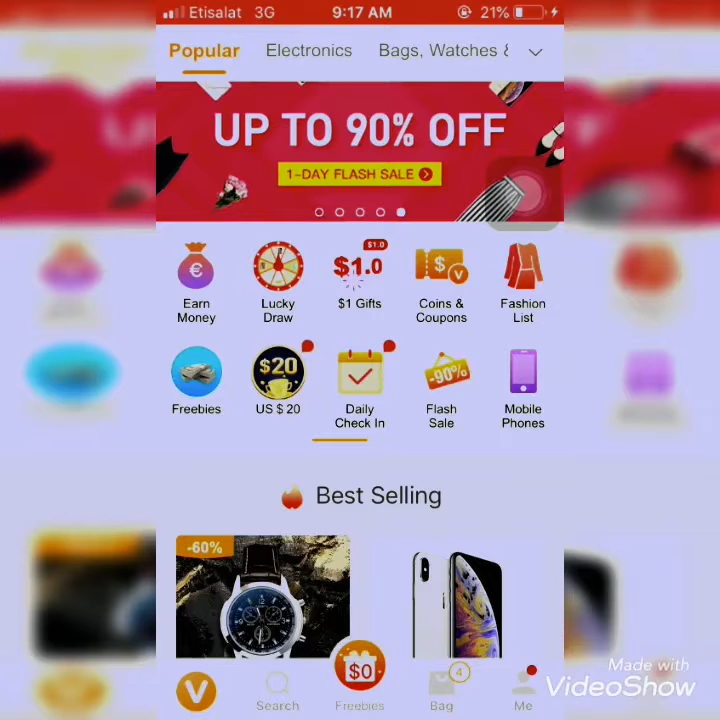 Etisalat 3G 9:17 AM 21%
Popular Electronics Bags, Watches &
UP TO 90% OFF
1-DAY FLASH SALE
€ $1.0 $1.0 $ V
Earn Money
Lucky Draw
$1 Gifts
Coins & Coupons
Fashion List
$20 -90%
Freebies
US $ 20
Daily Check In
Flash Sale
Mobile Phones
Best Selling
-60%
$0 4
V Search Freebies Bag Me
Made with
VideoShow